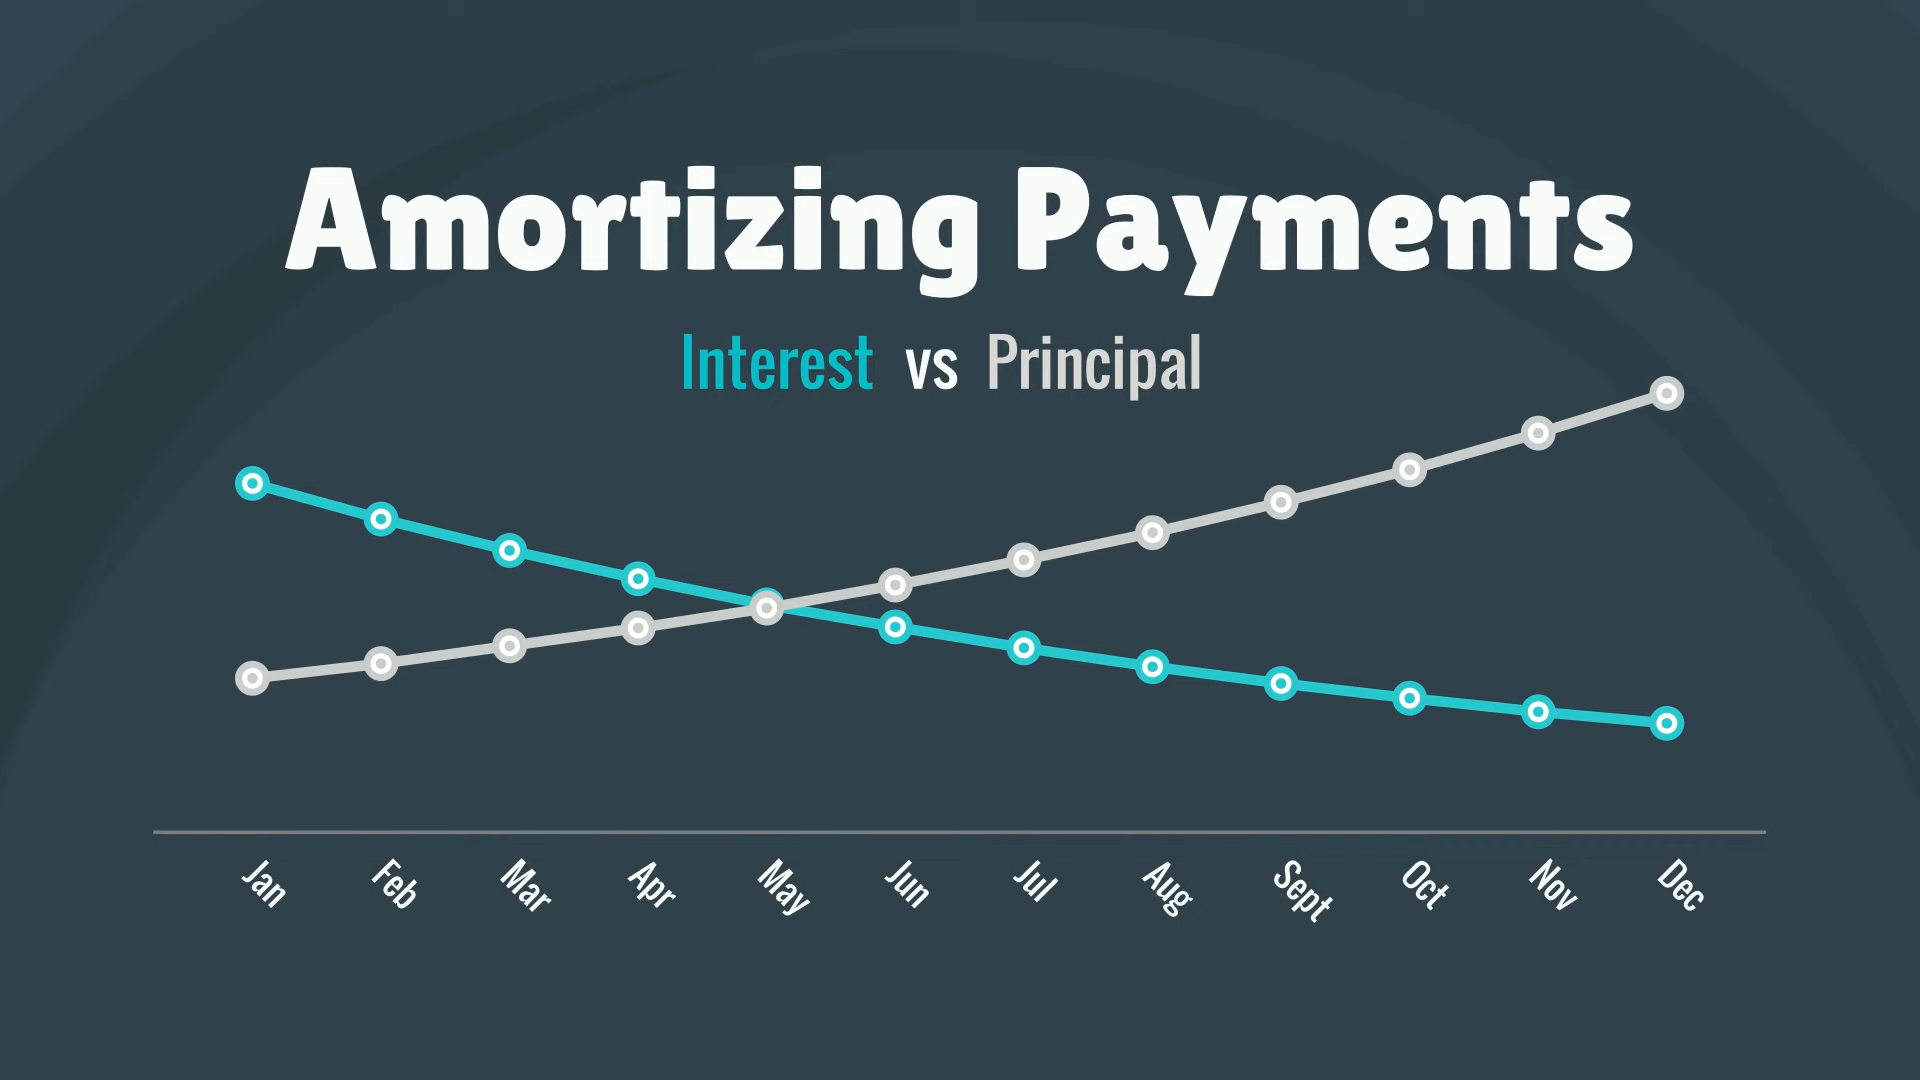 Amortizing Payments
Interest vs Principal
Jan Feb Mar Apr May Jun Jul Aug Sept Oct Nov Dec